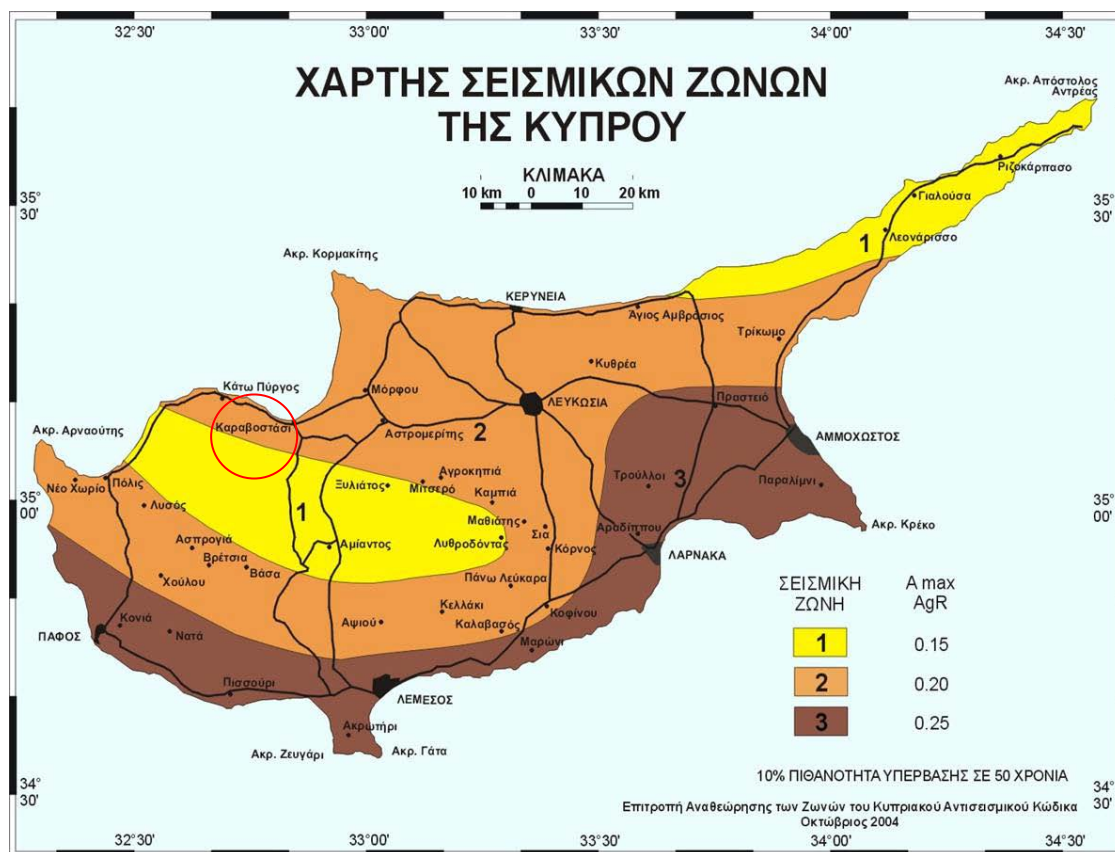 32°30'
33°00'
33°30'
34°00'
34°30'
ΧΑΡΤΗΣ ΣΕΙΣΜΙΚΩΝ ΖΩΝΩΝ
ΤΗΣ ΚΥΠΡΟΥ
Ακρ. Απόστολος
Αντρέας
ΚΛΙΜΑΚΑ
10 km 0 10 20 km
Ριζοκάρπασο
35°
30'
Γιαλούσα
35°
30'
Λεονάρισσο
1
Ακρ. Κορμακίτης
ΚΕΡΥΝΕΙΑ
Άγιος Αμβρόσιος
Τρίκωμο
Κυθρέα
Κάτω Πύργος
Μόρφου
ΛΕΥΚΩΣΙΑ
Πραστειό
Καραβοστάσι
Αστρομερίτης
2
Ακρ. Αρναούτης
ΑΜΜΟΧΩΣΤΟΣ
Αγροκηπιά
Τρούλλοι
3
Νέο Χωρίο
Πόλις
Ξυλιάτος
Μιτσερό
Καμπιά
Παραλίμνι
35°
00'
Λυσός
1
Μαθιάτης
Αραδίππου
Ακρ. Κρέκο
35°
00'
Ασπρογιά
Αμίαντος
Λυθροδόντας
Σια
Κόρνος
ΛΑΡΝΑΚΑ
Βρέτσια
Βάσα
Χούλου
Πάνω Λεύκαρα
Κελλάκι
Κοφίνου
Κονιά
Αψιού
Καλαβασός
ΠΑΦΟΣ
Νατά
Μαρώνι
Πισσούρι
ΛΕΜΕΣΟΣ
Ακρωτήρι
Ακρ. Ζευγάρι
Ακρ. Γάτα
ΣΕΙΣΜΙΚΗ
ΖΩΝΗ
A max
AgR
1 0.15
2 0.20
3 0.25
34°
30'
34°
30'
10% ΠΙΘΑΝΟΤΗΤΑ ΥΠΕΡΒΑΣΗΣ ΣΕ 50 ΧΡΟΝΙΑ
Επιτροπή Αναθεώρησης των Ζωνών του Κυπριακού Αντισεισμικού Κώδικα
Οκτώβριος 2004
32°30'
33°00'
33°30'
34°00'
34°30'